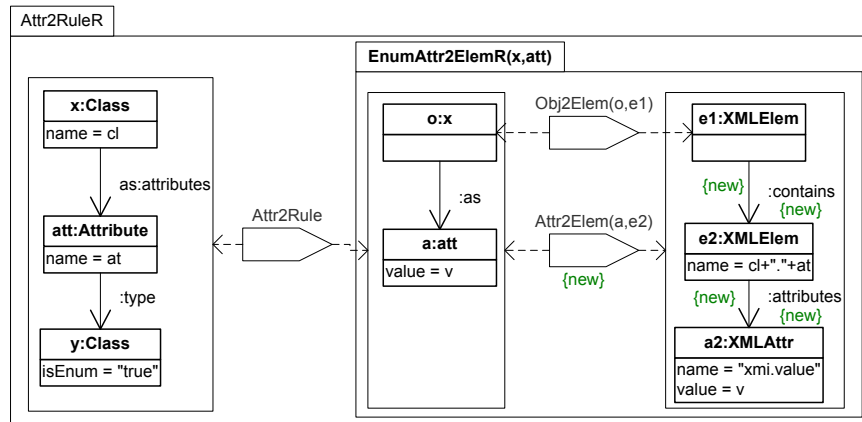 Attr2RuleR
EnumAttr2ElemR(x,att)
x:Class
name = cl
as:attributes
att:Attribute
name = at
:type
y:Class
isEnum = "true"
Attr2Rule
o:x
:as
a:att
value = v
Obj2Elem(o,e1)
Attr2Elem(a,e2)
{new}
e1:XMLElem
{new}
:contains
{new}
e2:XMLElem
name = cl+"."+at
{new}
:attributes
{new}
a2:XMLAttr
name = "xmi.value"
value = v